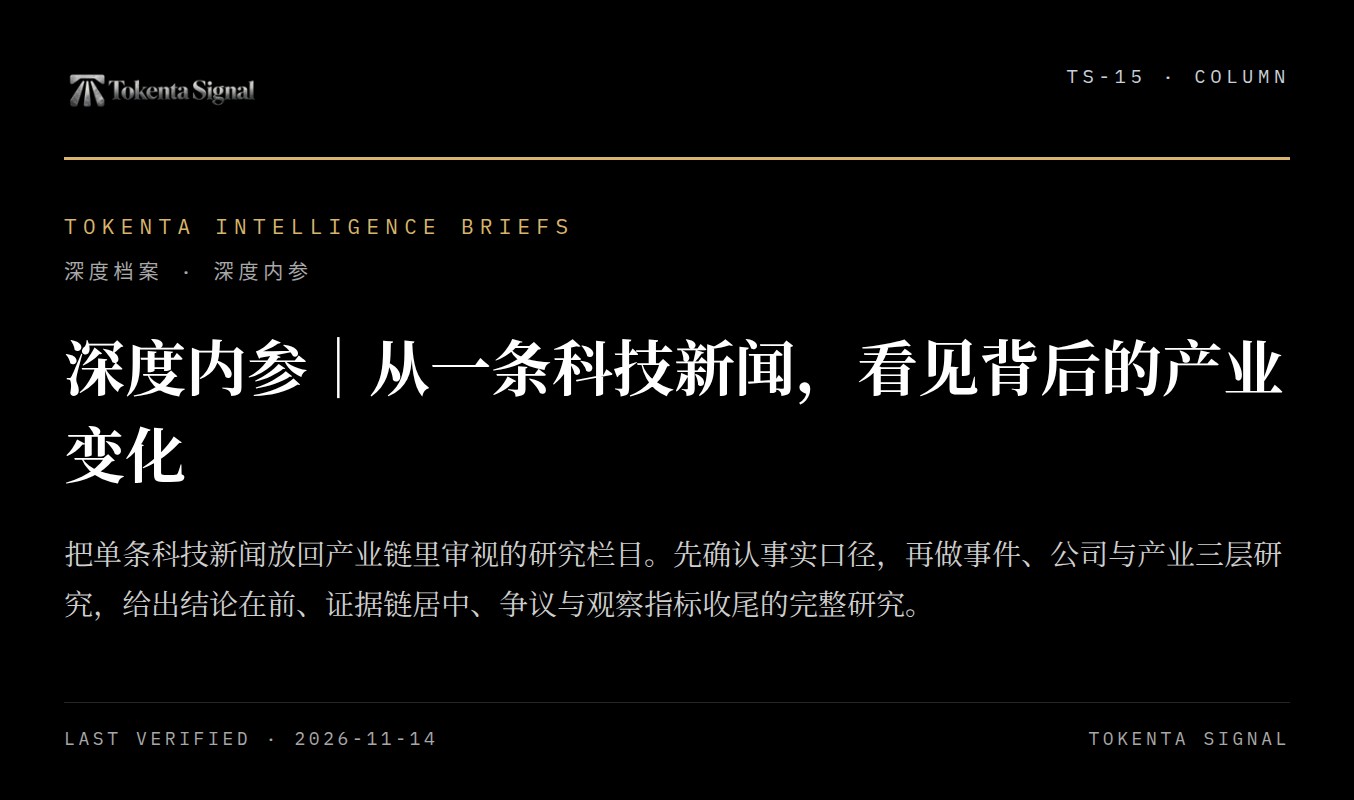 Tokenta Signal
TS-15 · COLUMN
TOKENTA INTELLIGENCE BRIEFS
深度档案 · 深度内参
深度内参｜从一条科技新闻，看见背后的产业
变化
把单条科技新闻放回产业链里审视的研究栏目。先确认事实口径，再做事件、公司与产业三层研
究，给出结论在前、证据链居中、争议与观察指标收尾的完整研究。
LAST VERIFIED · 2026-11-14
TOKENTA SIGNAL